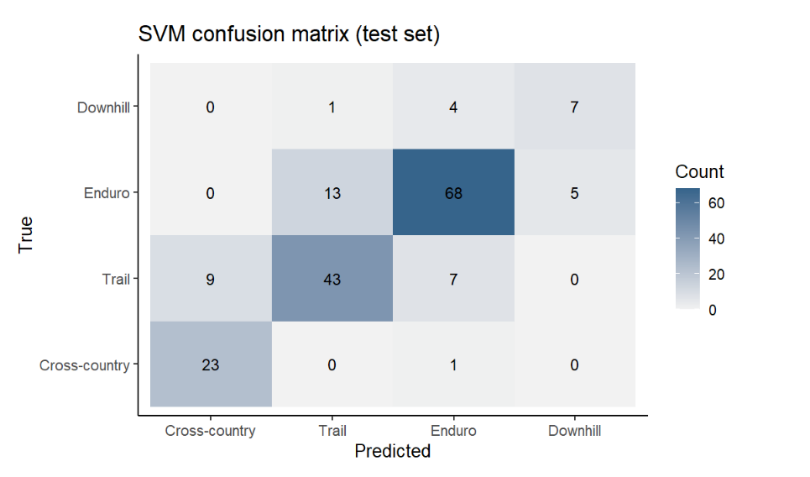 SVM confusion matrix (test set)
True
Downhill 0 1 4 7
Enduro 0 13 68 5
Trail 9 43 7 0
Cross-country 23 0 1 0
Cross-country Trail Enduro Downhill
Predicted
Count
60
40
20
0